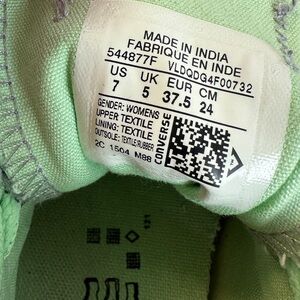 MADE IN INDIA
FABRIQUE EN INDE
544877F VLDQDG4F00732
US UK EUR CM
7 5 37.5 24
GENDER: WOMENS
UPPER TEXTILE
LINING: TEXTILE
OUTSOLE: TEXTILE/RUBBER
2C 1504 M88
CONVERSE